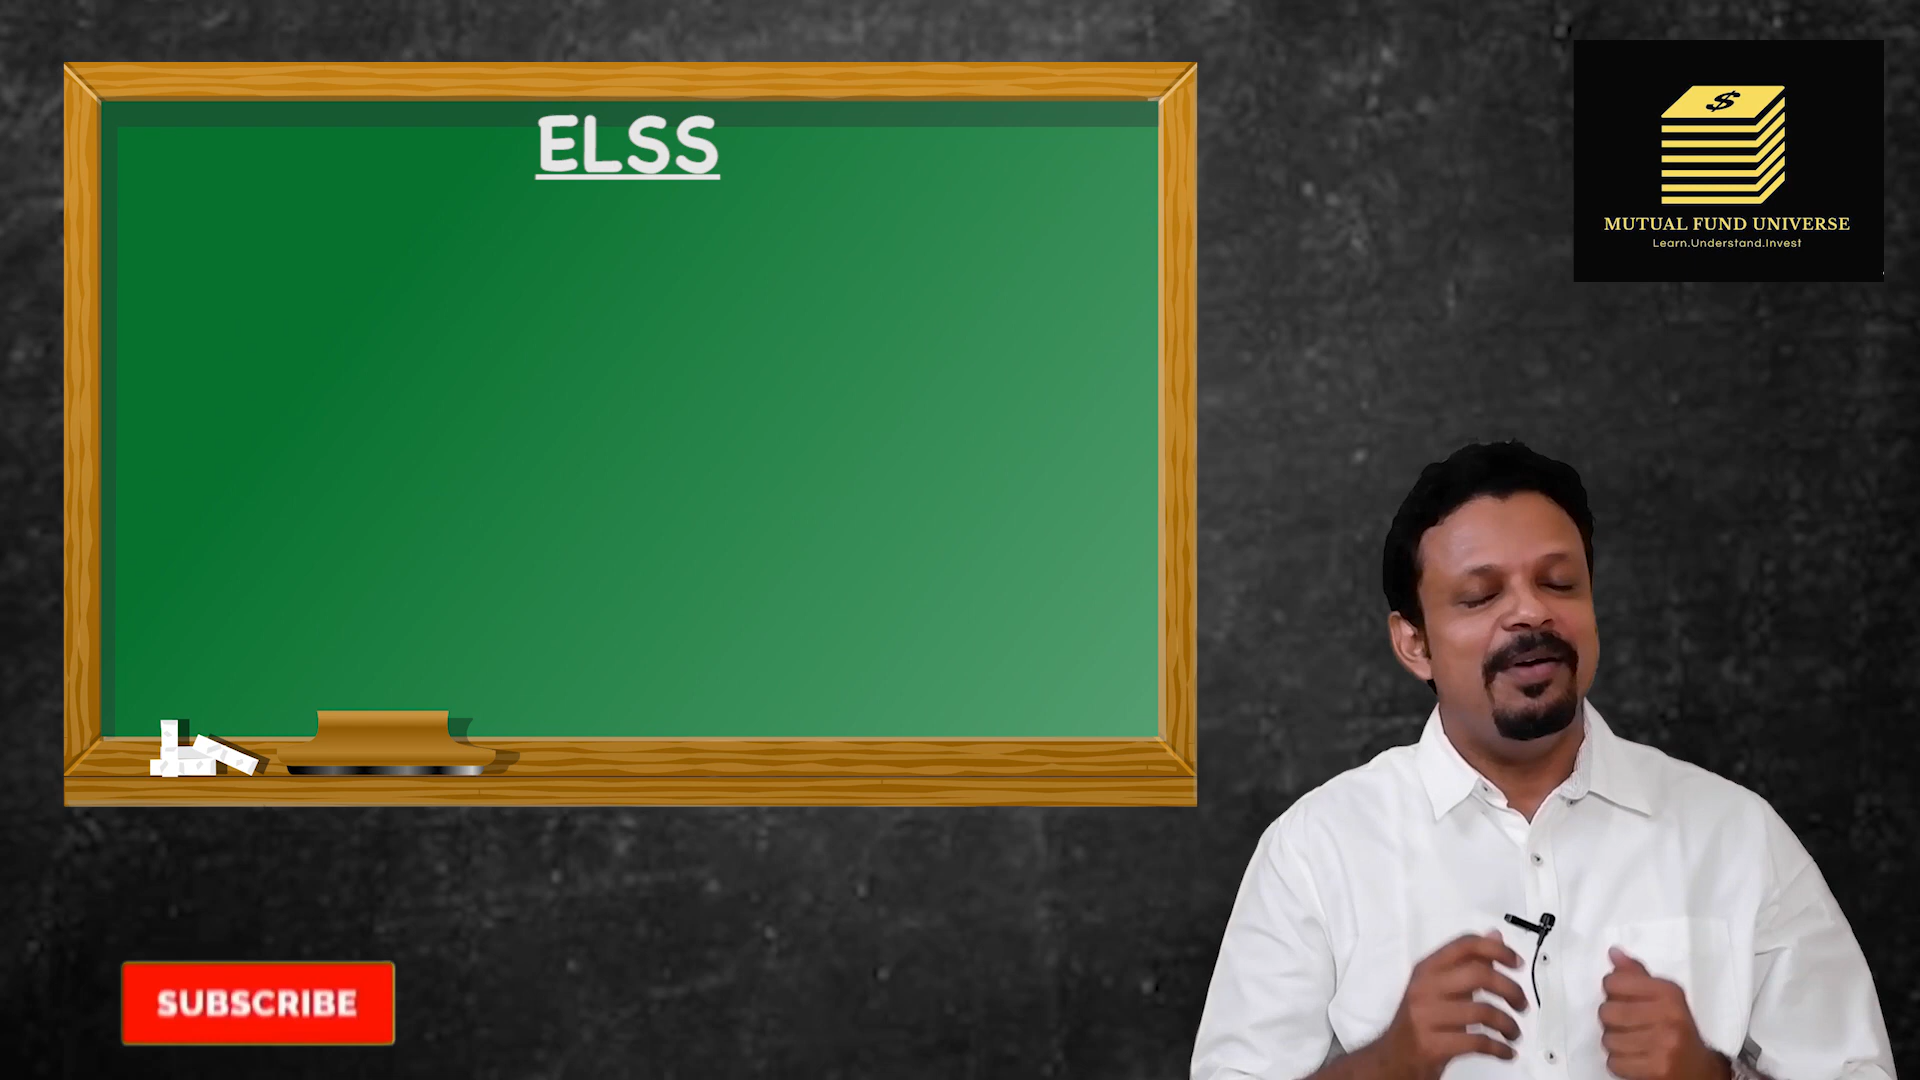 ELSS
$
MUTUAL FUND UNIVERSE
Learn.Understand.Invest
SUBSCRIBE